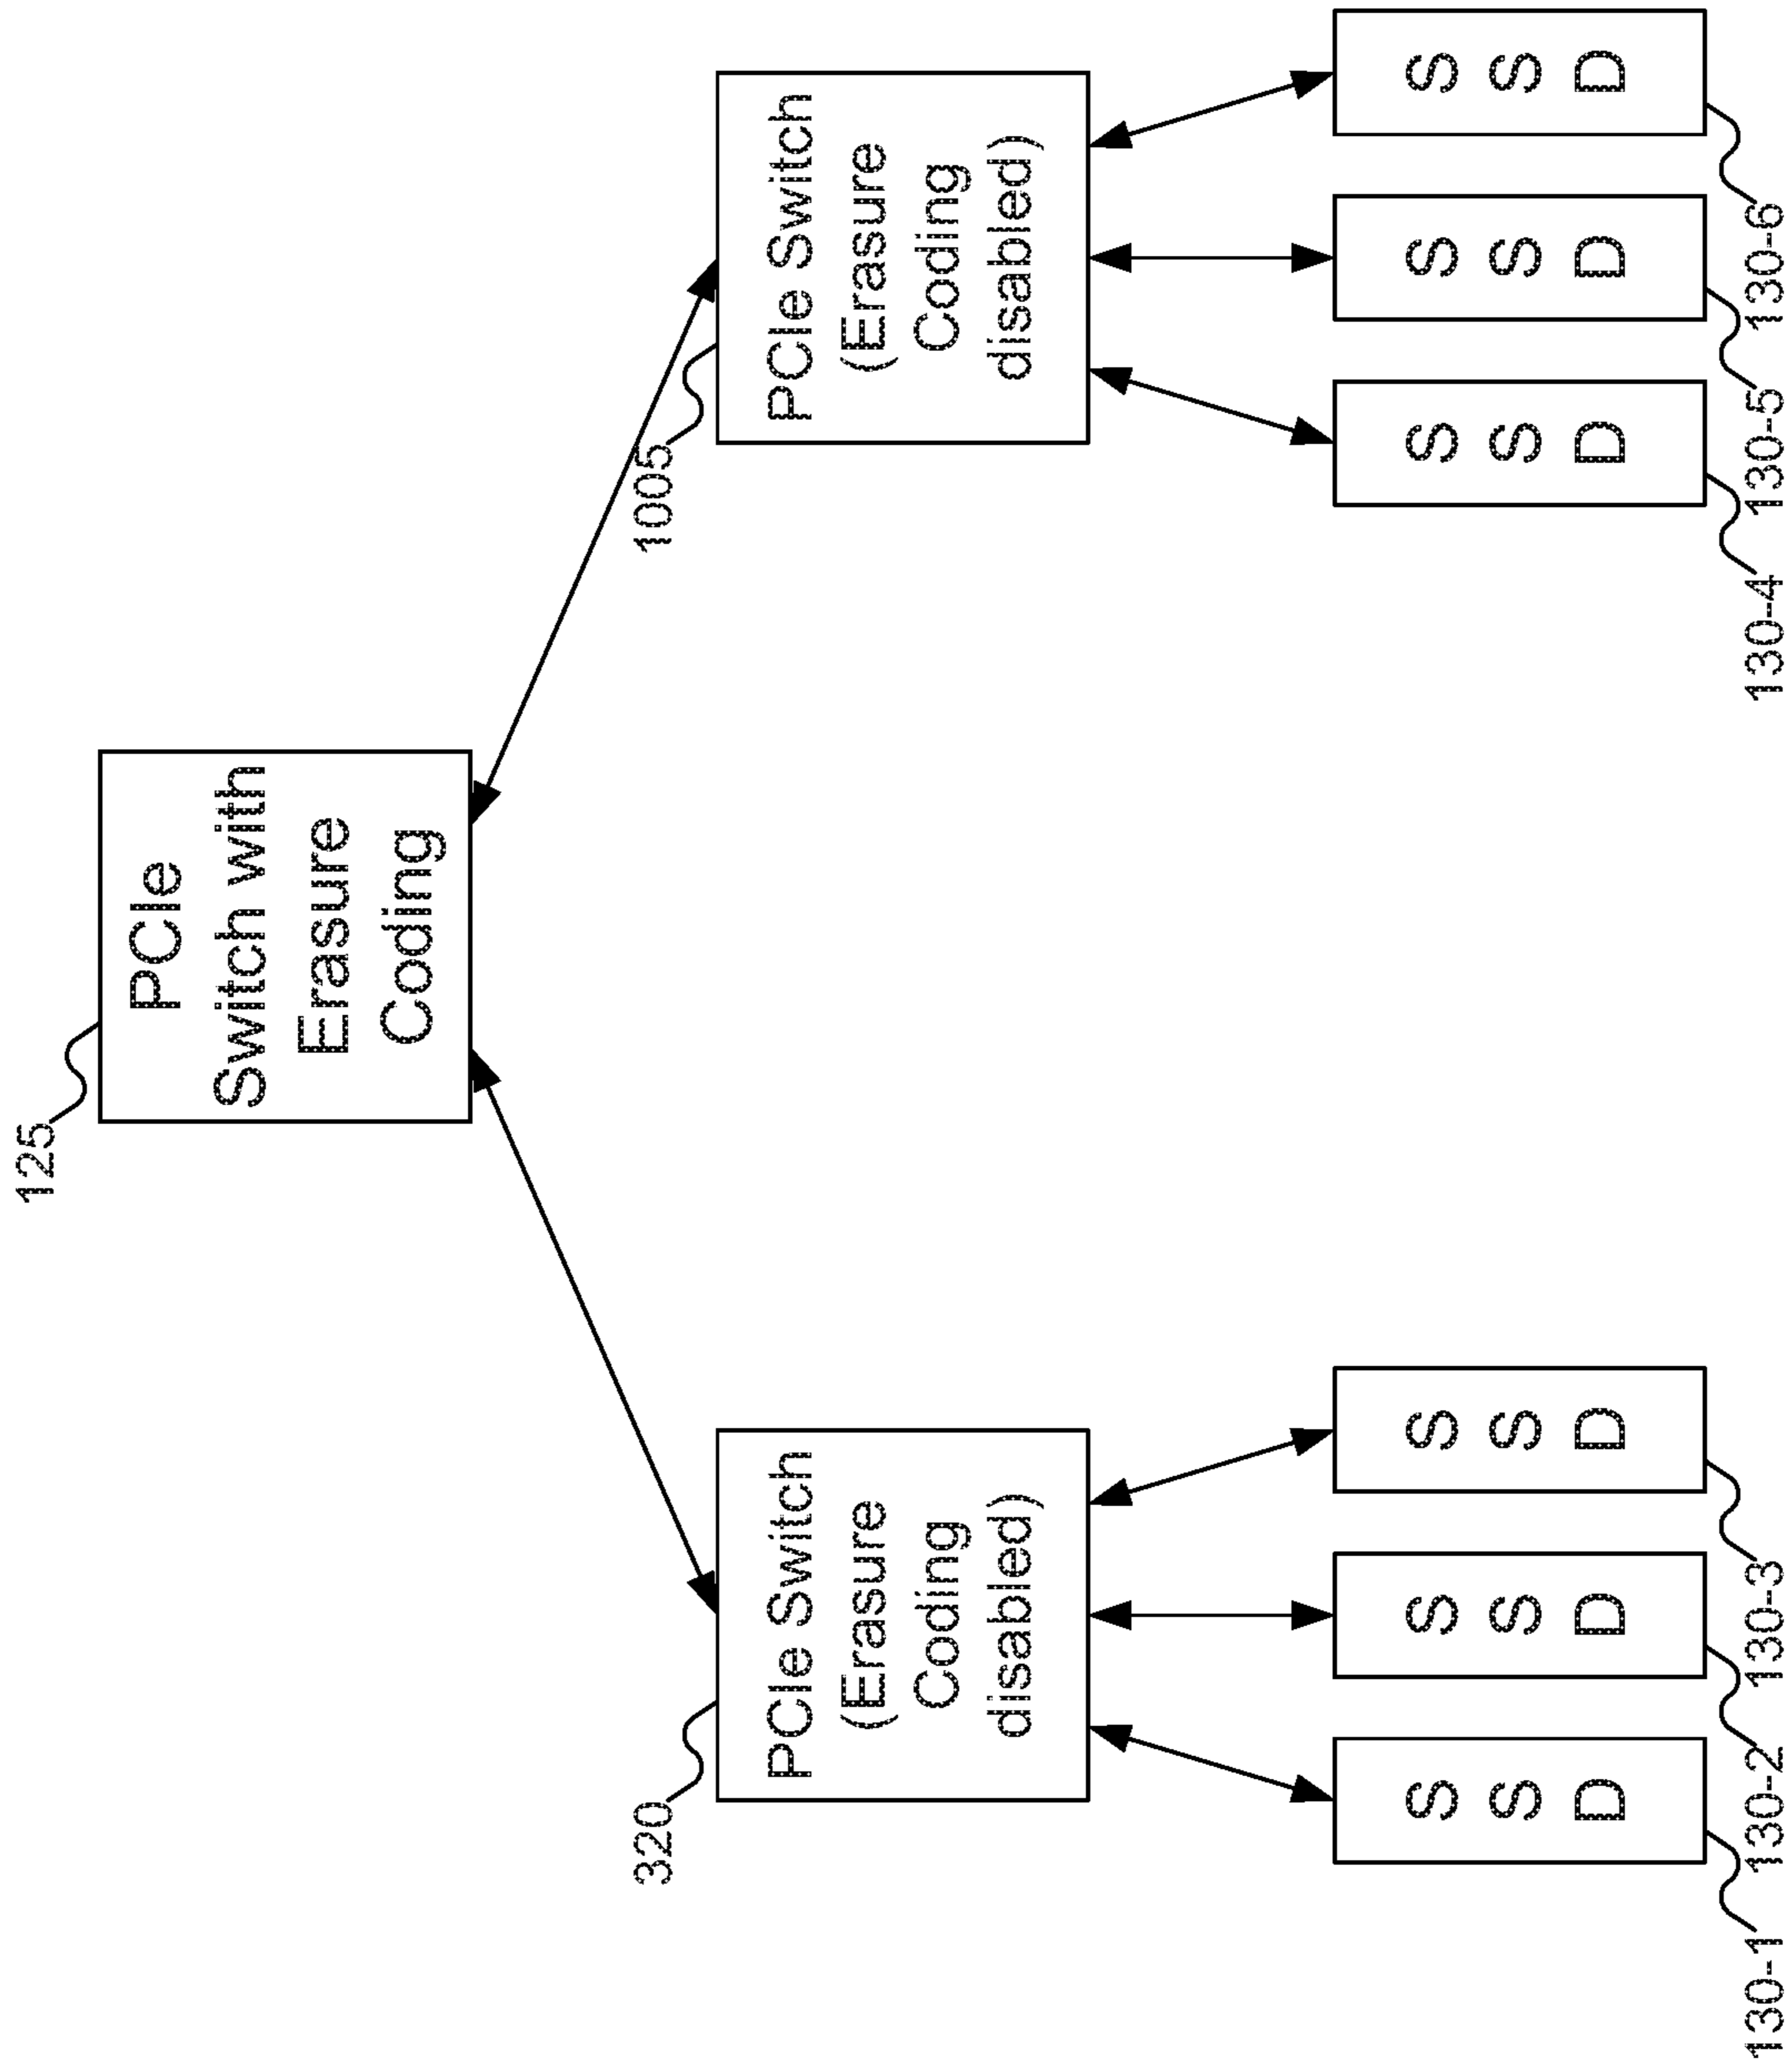 125
PCIe
Switch with
Erasure
Coding
320
PCIe Switch
(Erasure
Coding
disabled)
1005
PCIe Switch
(Erasure
Coding
disabled)
S
S
D
S
S
D
S
S
D
S
S
D
S
S
D
S
S
D
130-1
130-2
130-3
130-4
130-5
130-6